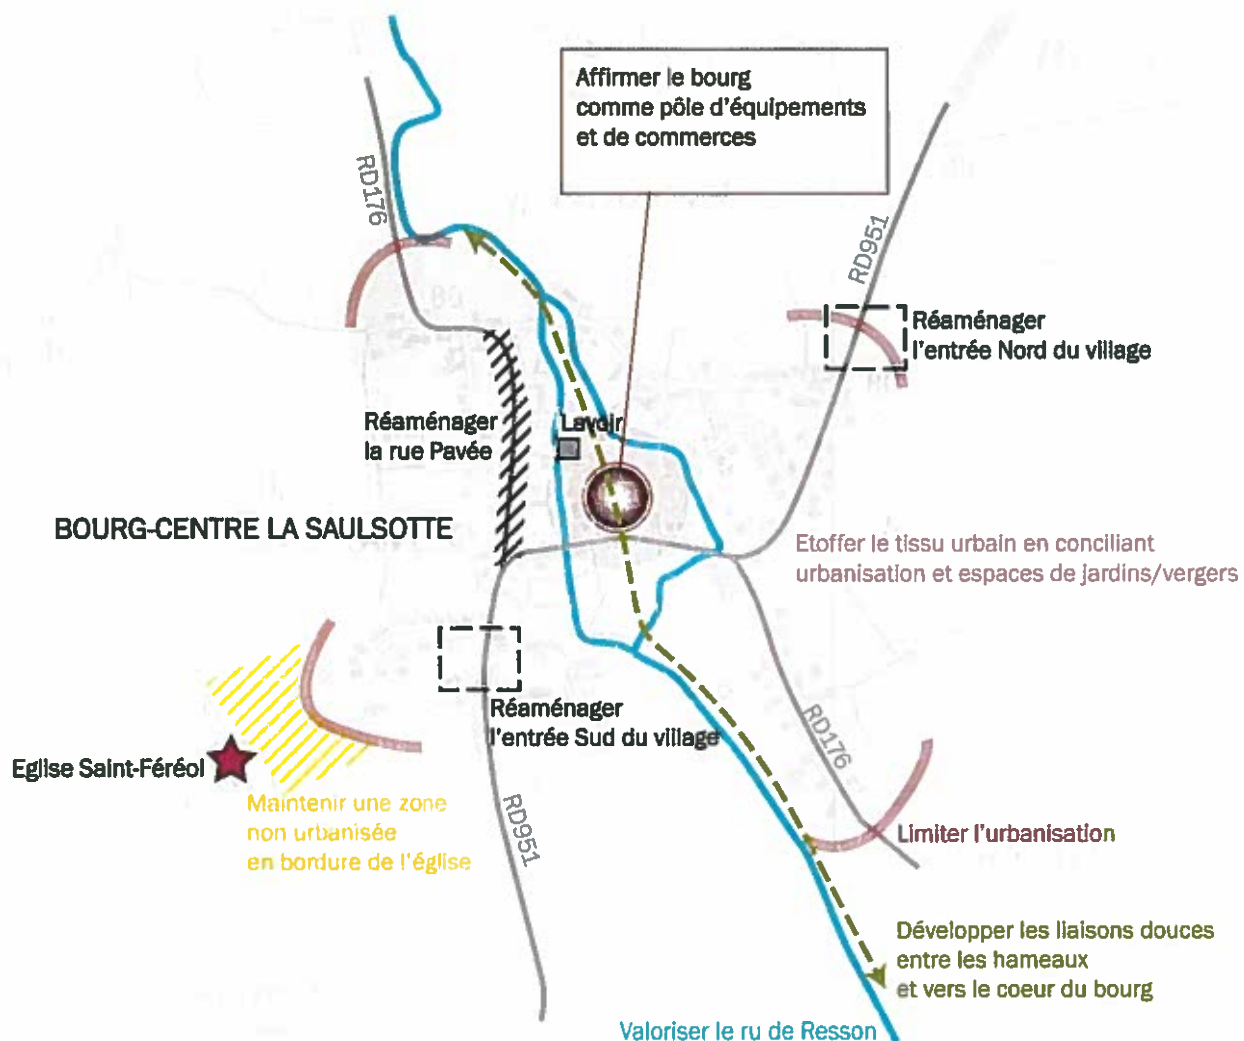 Affirmer le bourg
comme pôle d'équipements
et de commerces
RD176
RD951
Réaménager
l'entrée Nord du village
Réaménager
la rue Pavée
Lavoir
BOURG-CENTRE LA SAULSOTTE
Etoffer le tissu urbain en conciliant
urbanisation et espaces de jardins/vergers
Réaménager
l'entrée Sud du village
Eglise Saint-Féréol
RD176
Maintenir une zone
non urbanisée
en bordure de l'église
RD951
Limiter l'urbanisation
Développer les liaisons douces
entre les hameaux
et vers le coeur du bourg
Valoriser le ru de Resson